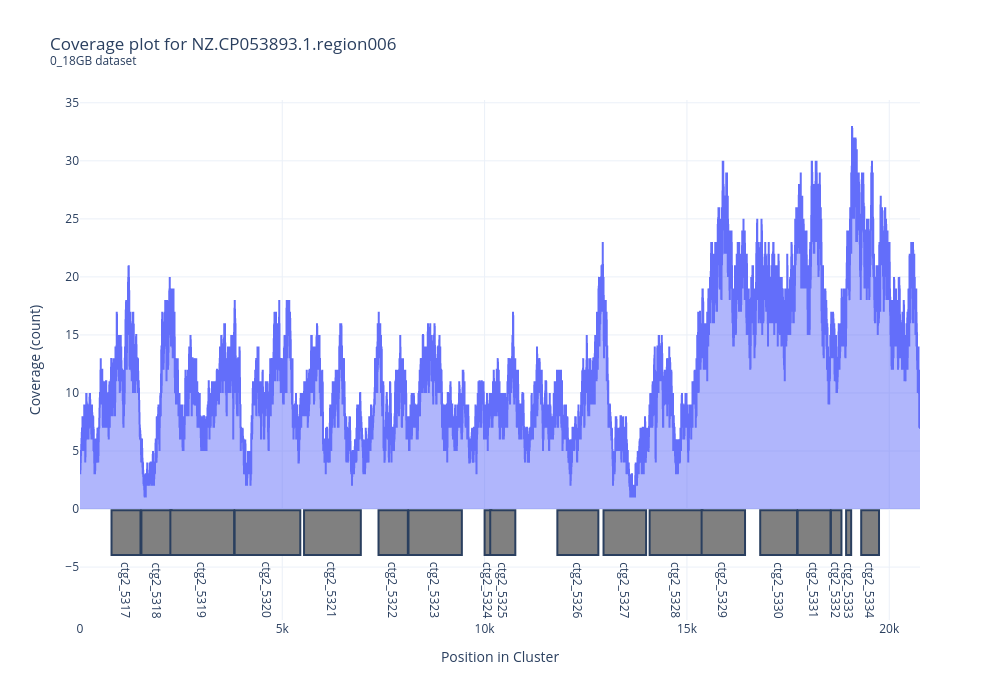 Coverage plot for NZ.CP053893.1.region006
0_18GB dataset
35
30
25
20
15
10
5
0
−5
Coverage (count)
ctg2_5317
ctg2_5318
ctg2_5319
ctg2_5320
ctg2_5321
ctg2_5322
ctg2_5323
ctg2_5324
ctg2_5325
ctg2_5326
ctg2_5327
ctg2_5328
ctg2_5329
ctg2_5330
ctg2_5331
ctg2_5332
ctg2_5333
ctg2_5334
0 5k 10k 15k 20k
Position in Cluster